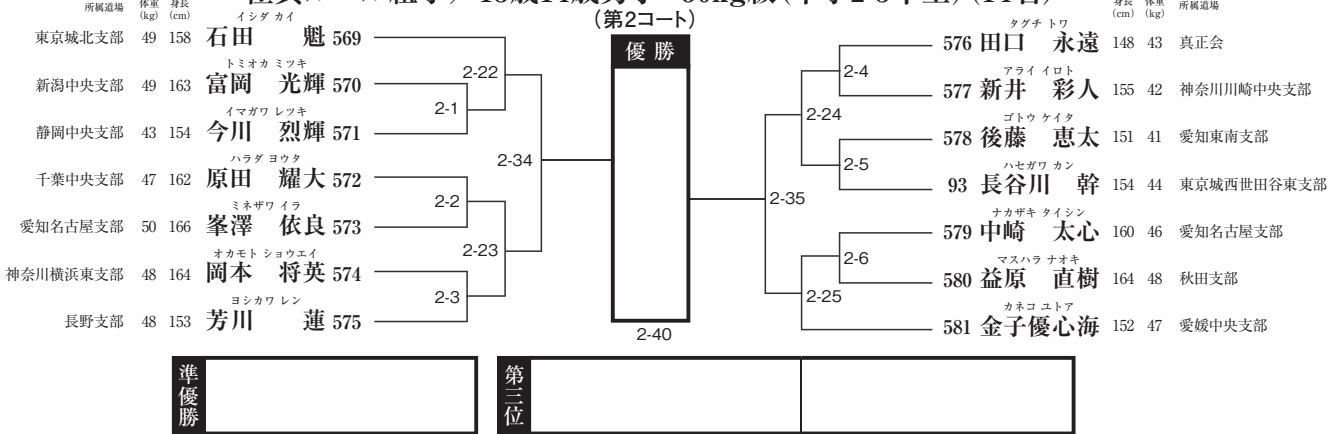 所属道場 体重(kg) 身長(cm)
(第2コート)
身長(cm) 体重(kg) 所属道場
優勝
イシダ カイ
東京城北支部 49 158 石田 魁 569
トミオカ ミツキ
新潟中央支部 49 163 富岡 光輝 570
イマガワ レツキ
静岡中央支部 43 154 今川 烈輝 571
ハラダ ヨウタ
千葉中央支部 47 162 原田 耀大 572
ミネザワ イラ
愛知名古屋支部 50 166 峯澤 依良 573
オカモト ショウエイ
神奈川横浜東支部 48 164 岡本 将英 574
ヨシカワ レン
長野支部 48 153 芳川 蓮 575
2-22
2-1
2-34
2-2
2-23
2-3
2-40
タグチ トワ
576 田口 永遠 148 43 真正会
アライ イロト
577 新井 彩人 155 42 神奈川川崎中央支部
ゴトウ ケイタ
578 後藤 恵太 151 41 愛知東南支部
ハセガワ カン
93 長谷川 幹 154 44 東京城西世田谷東支部
ナカザキ タイシン
579 中崎 太心 160 46 愛知名古屋支部
マスハラ ナオキ
580 益原 直樹 164 48 秋田支部
カネコ ユトア
581 金子優心海 152 47 愛媛中央支部
2-4
2-24
2-5
2-35
2-6
2-25
準優勝
第三位